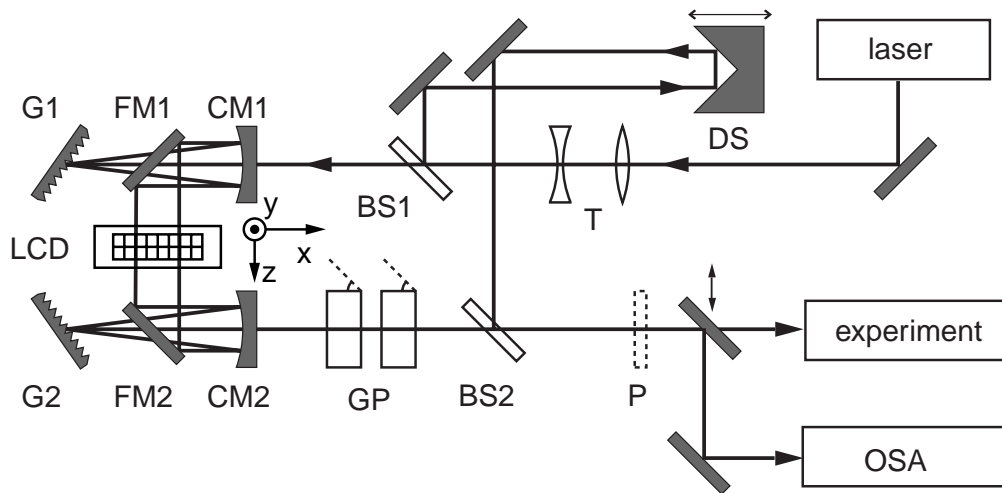 laser
G1 FM1 CM1
DS
BS1
T
LCD
y
x
z
experiment
G2 FM2 CM2 GP BS2 P
OSA